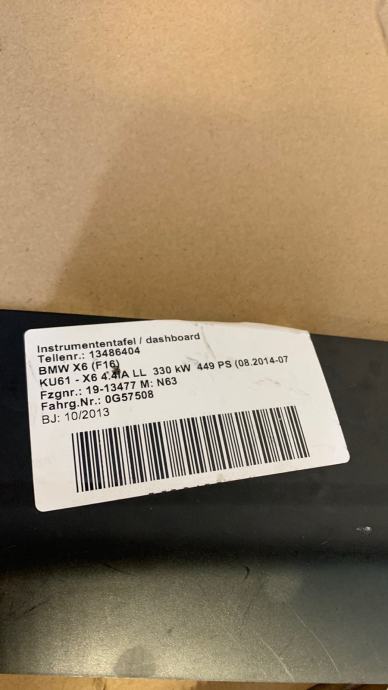 Instrumententafel / dashboard
Teilenr.: 13486404
BMW X6 (F16)
KU61 - X6 4.4IA LL 330 kW 449 PS (08.2014-07
Fzgnr.: 19-13477 M: N63
Fahrg.Nr.: 0G57508
BJ: 10/2013